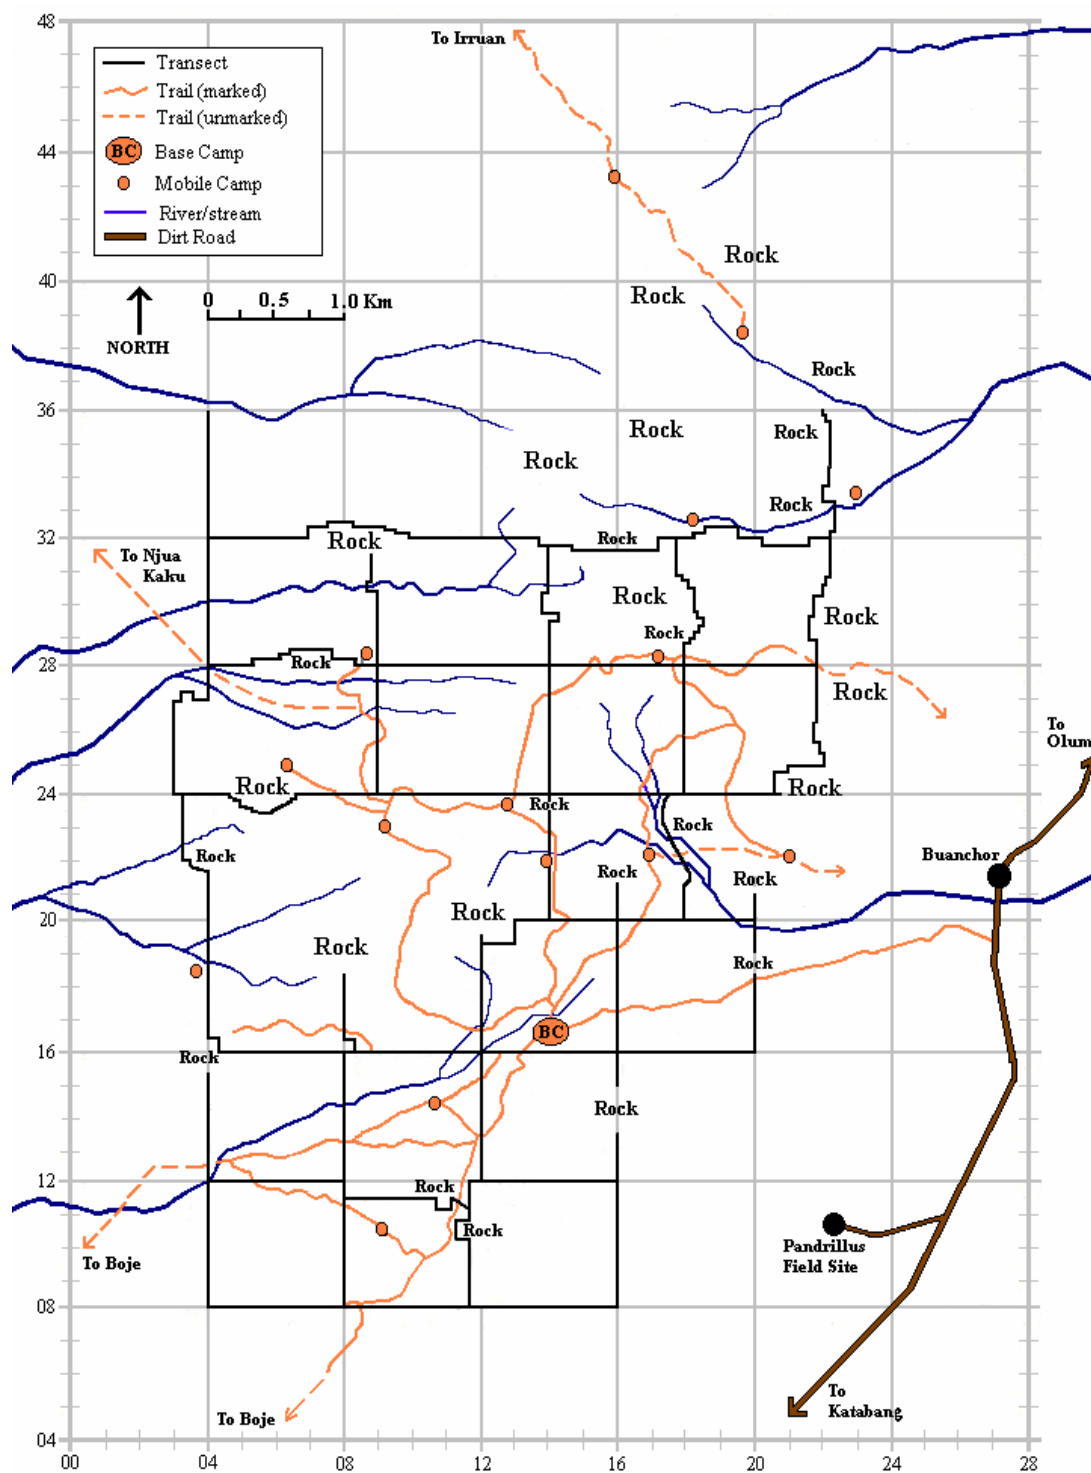 48
To Irruan
Transect
Trail (marked)
Trail (unmarked)
BC Base Camp
Mobile Camp
River/stream
Dirt Road
44
Rock
40
Rock
0 0.5 1.0 Km
NORTH
Rock
36
Rock
Rock
Rock
Rock
32
Rock
Rock
To Njua
Kaku
Rock
Rock
Rock
Rock
28
Rock
To
Olum
Rock
Rock
24
Rock
Rock
Rock
Buanchor
Rock
Rock
Rock
20
Rock
Rock
BC
16
Rock
Rock
12
Rock
Rock
Pandrillus
Field Site
To Boje
08
To
Katabang
To Boje
04
00 04 08 12 16 20 24 28